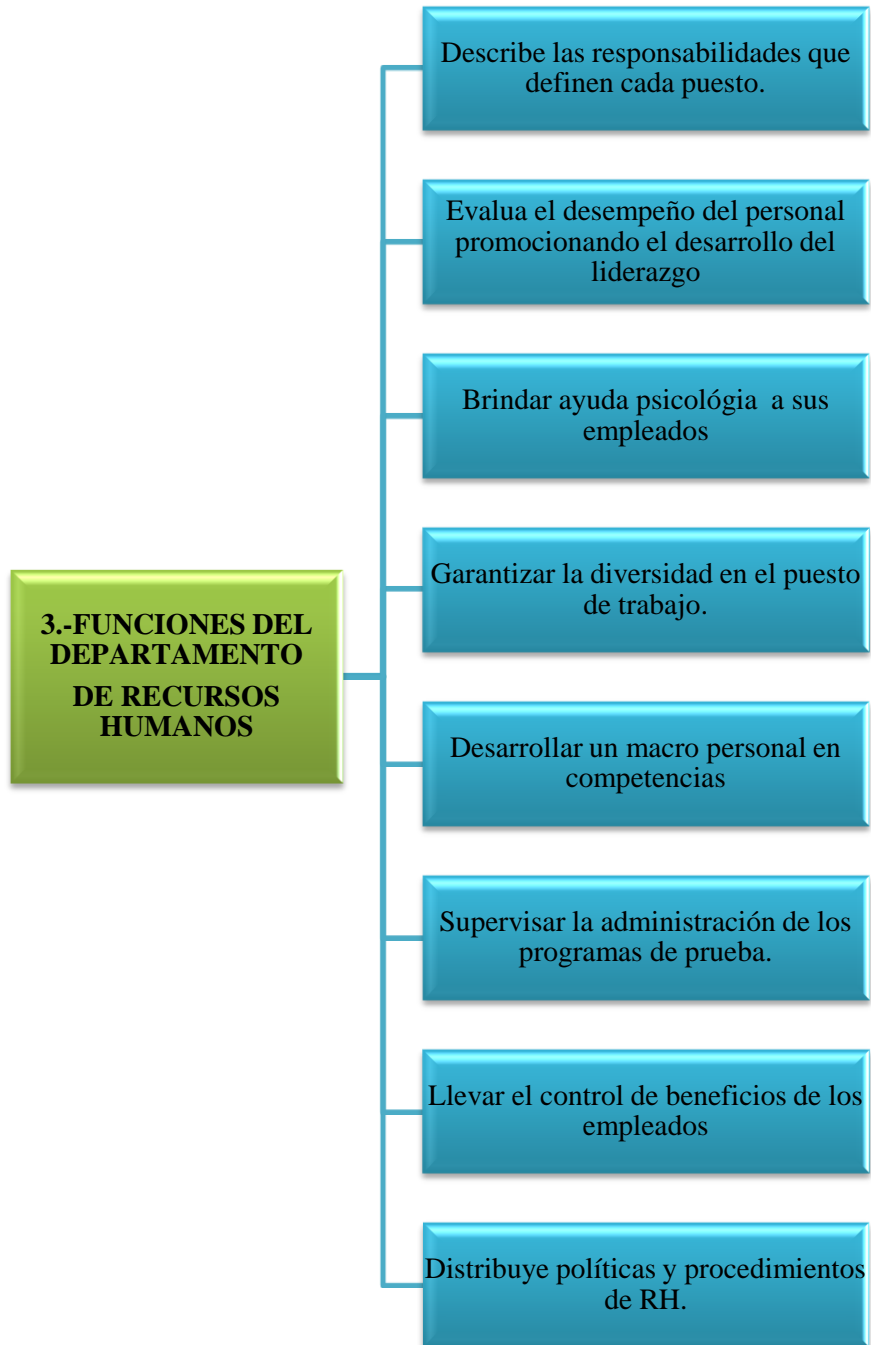 3.-FUNCIONES DEL
DEPARTAMENTO
DE RECURSOS
HUMANOS
Describe las responsabilidades que
definen cada puesto.
Evalua el desempeño del personal
promocionando el desarrollo del
liderazgo
Brindar ayuda psicológia a sus
empleados
Garantizar la diversidad en el puesto
de trabajo.
Desarrollar un macro personal en
competencias
Supervisar la administración de los
programas de prueba.
Llevar el control de beneficios de los
empleados
Distribuye políticas y procedimientos
de RH.